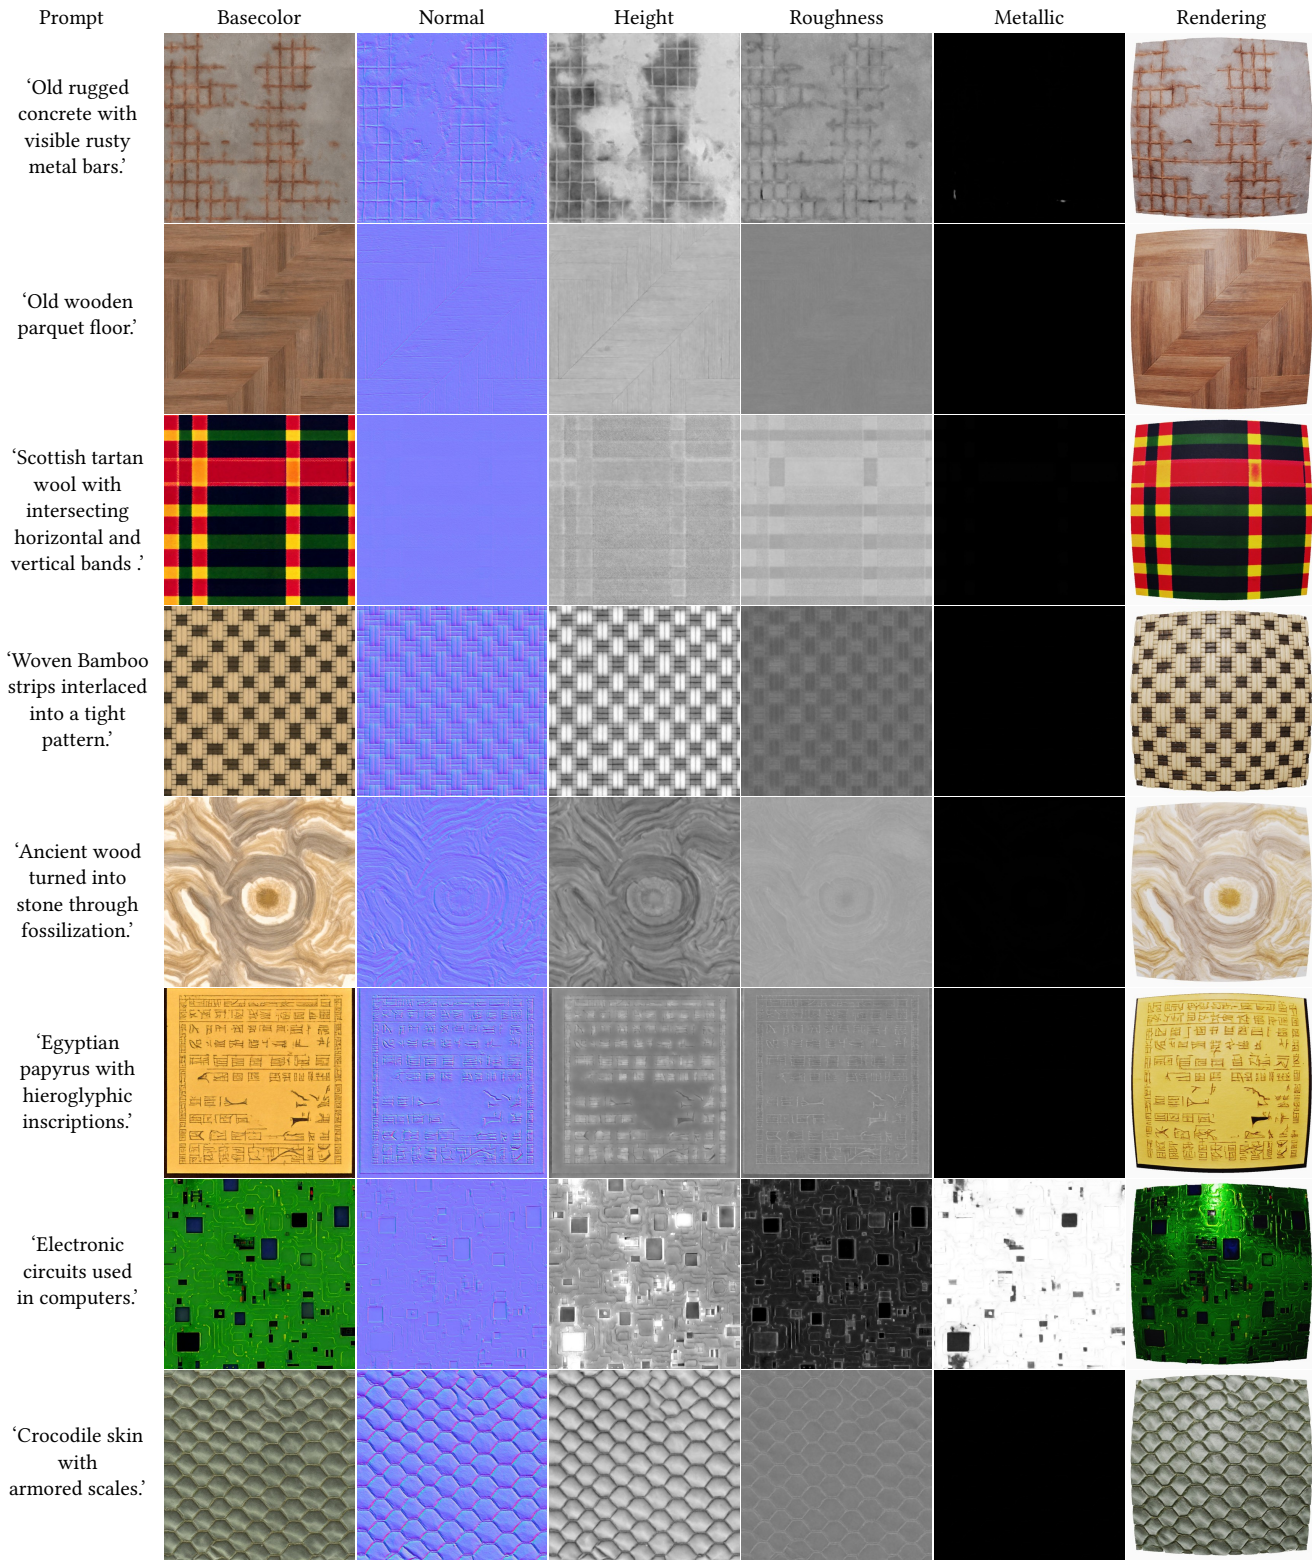 Prompt Basecolor Normal Height Roughness Metallic Rendering
‘Old rugged
concrete with
visible rusty
metal bars.’
‘Old wooden
parquet floor.’
‘Scottish tartan
wool with
intersecting
horizontal and
vertical bands .’
‘Woven Bamboo
strips interlaced
into a tight
pattern.’
‘Ancient wood
turned into
stone through
fossilization.’
‘Egyptian
papyrus with
hieroglyphic
inscriptions.’
‘Electronic
circuits used
in computers.’
‘Crocodile skin
with
armored scales.’